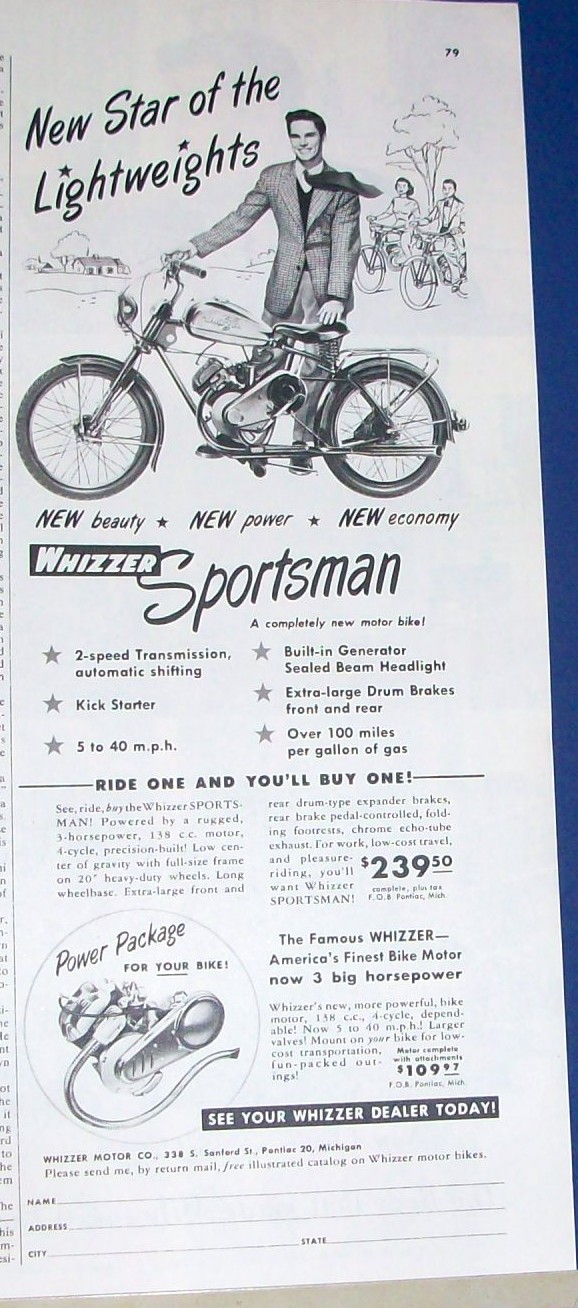 79
New Star of the
Lightweights
NEW beauty ★ NEW power ★ NEW economy
WHIZZER Sportsman
A completely new motor bike!
★ 2-speed Transmission,
automatic shifting
★ Kick Starter
★ 5 to 40 m.p.h.
★ Built-in Generator
Sealed Beam Headlight
★ Extra-large Drum Brakes
front and rear
★ Over 100 miles
per gallon of gas
RIDE ONE AND YOU'LL BUY ONE!
See, ride, buy the Whizzer SPORTS-
MAN! Powered by a rugged,
3-horsepower, 138 c.c. motor,
4-cycle, precision-built! Low cen-
ter of gravity with full-size frame
on 20" heavy-duty wheels. Long
wheelbase. Extra-large front and
rear drum-type expander brakes,
rear brake pedal-controlled, fold-
ing footrests, chrome echo-tube
exhaust. For work, low-cost travel,
and pleasure-
riding, you'll
want Whizzer
SPORTSMAN!
$239.50
complete, plus tax
F.O.B. Pontiac, Mich.
Power Package
FOR YOUR BIKE!
The Famous WHIZZER—
America's Finest Bike Motor
now 3 big horsepower
Whizzer's new, more powerful, bike
motor, 138 c.c., 4-cycle, depend-
able! Now 5 to 40 m.p.h.! Larger
valves! Mount on your bike for low-
cost transportation,
fun-packed out-
ings!
Motor complete
with attachments
$109.97
F.O.B. Pontiac, Mich.
SEE YOUR WHIZZER DEALER TODAY!
WHIZZER MOTOR CO., 338 S. Sanford St., Pontiac 20, Michigan
Please send me, by return mail, free illustrated catalog on Whizzer motor bikes.
NAME
ADDRESS
CITY STATE